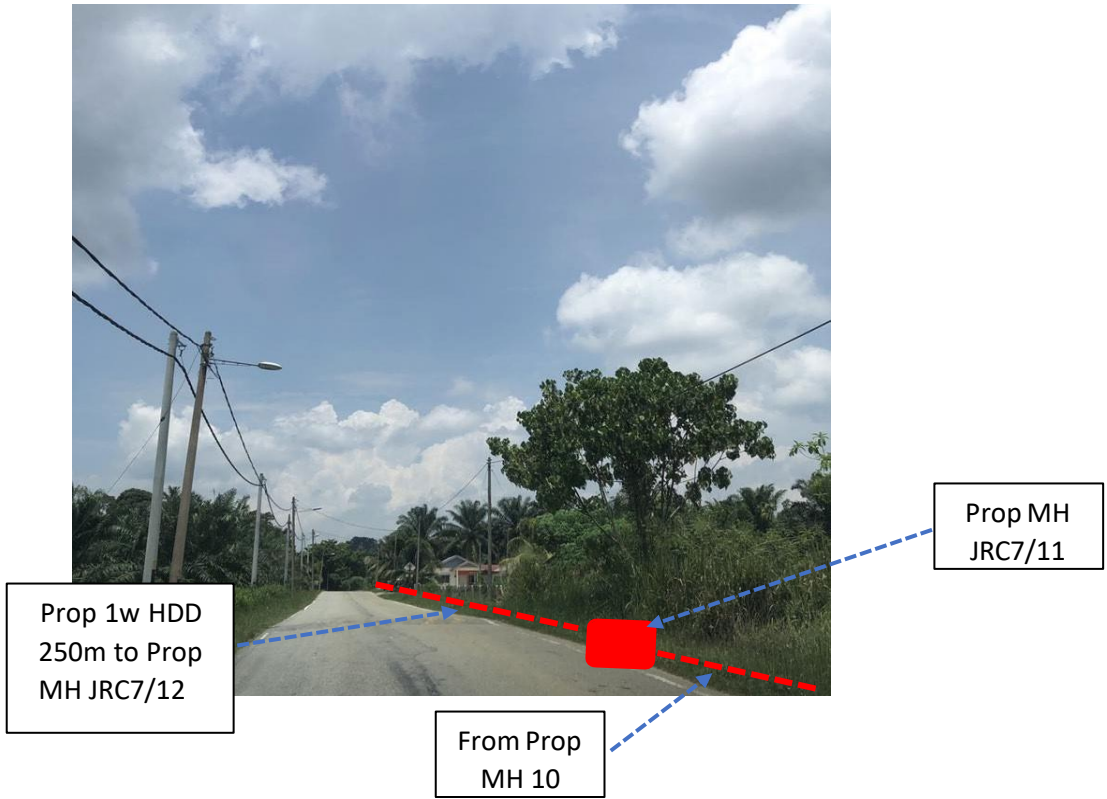 Prop MH
JRC7/11
Prop 1w HDD
250m to Prop
MH JRC7/12
From Prop
MH 10